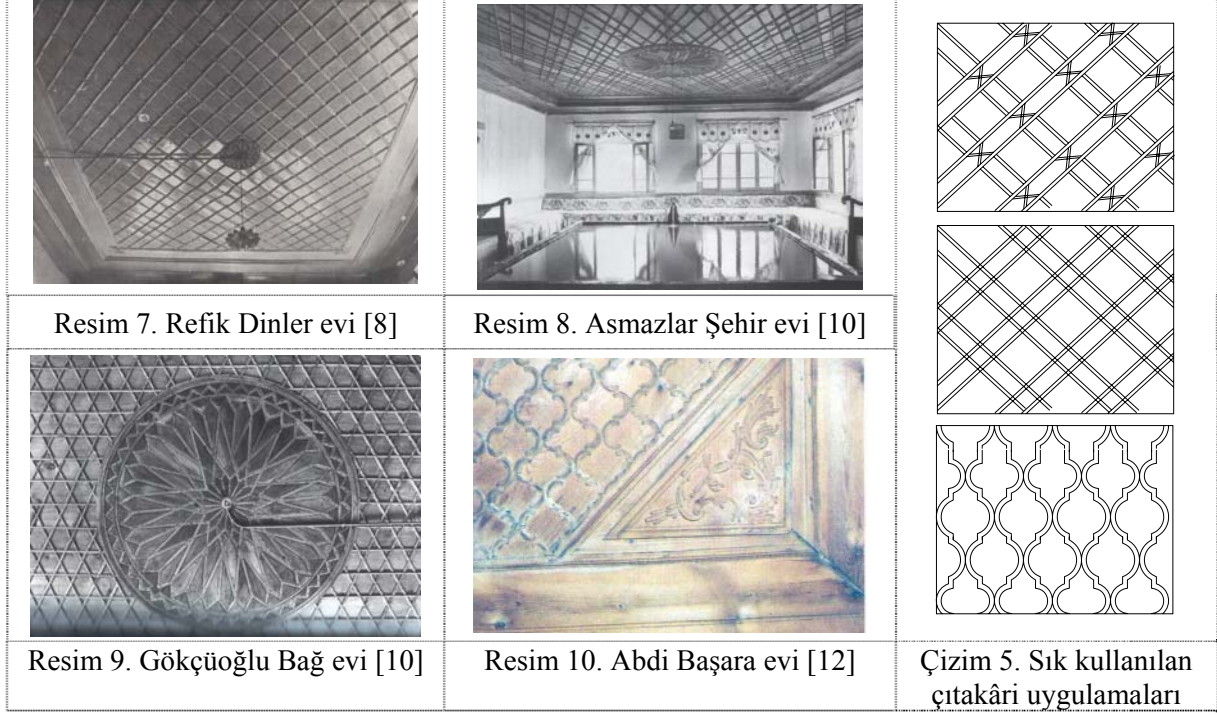 Resim 7. Refik Dinler evi [8]
Resim 8. Asmazlar Şehir evi [10]
Resim 9. Gökçüoğlu Bağ evi [10]
Resim 10. Abdi Başara evi [12]
Çizim 5. Sık kullanılan
çıtakâri uygulamaları